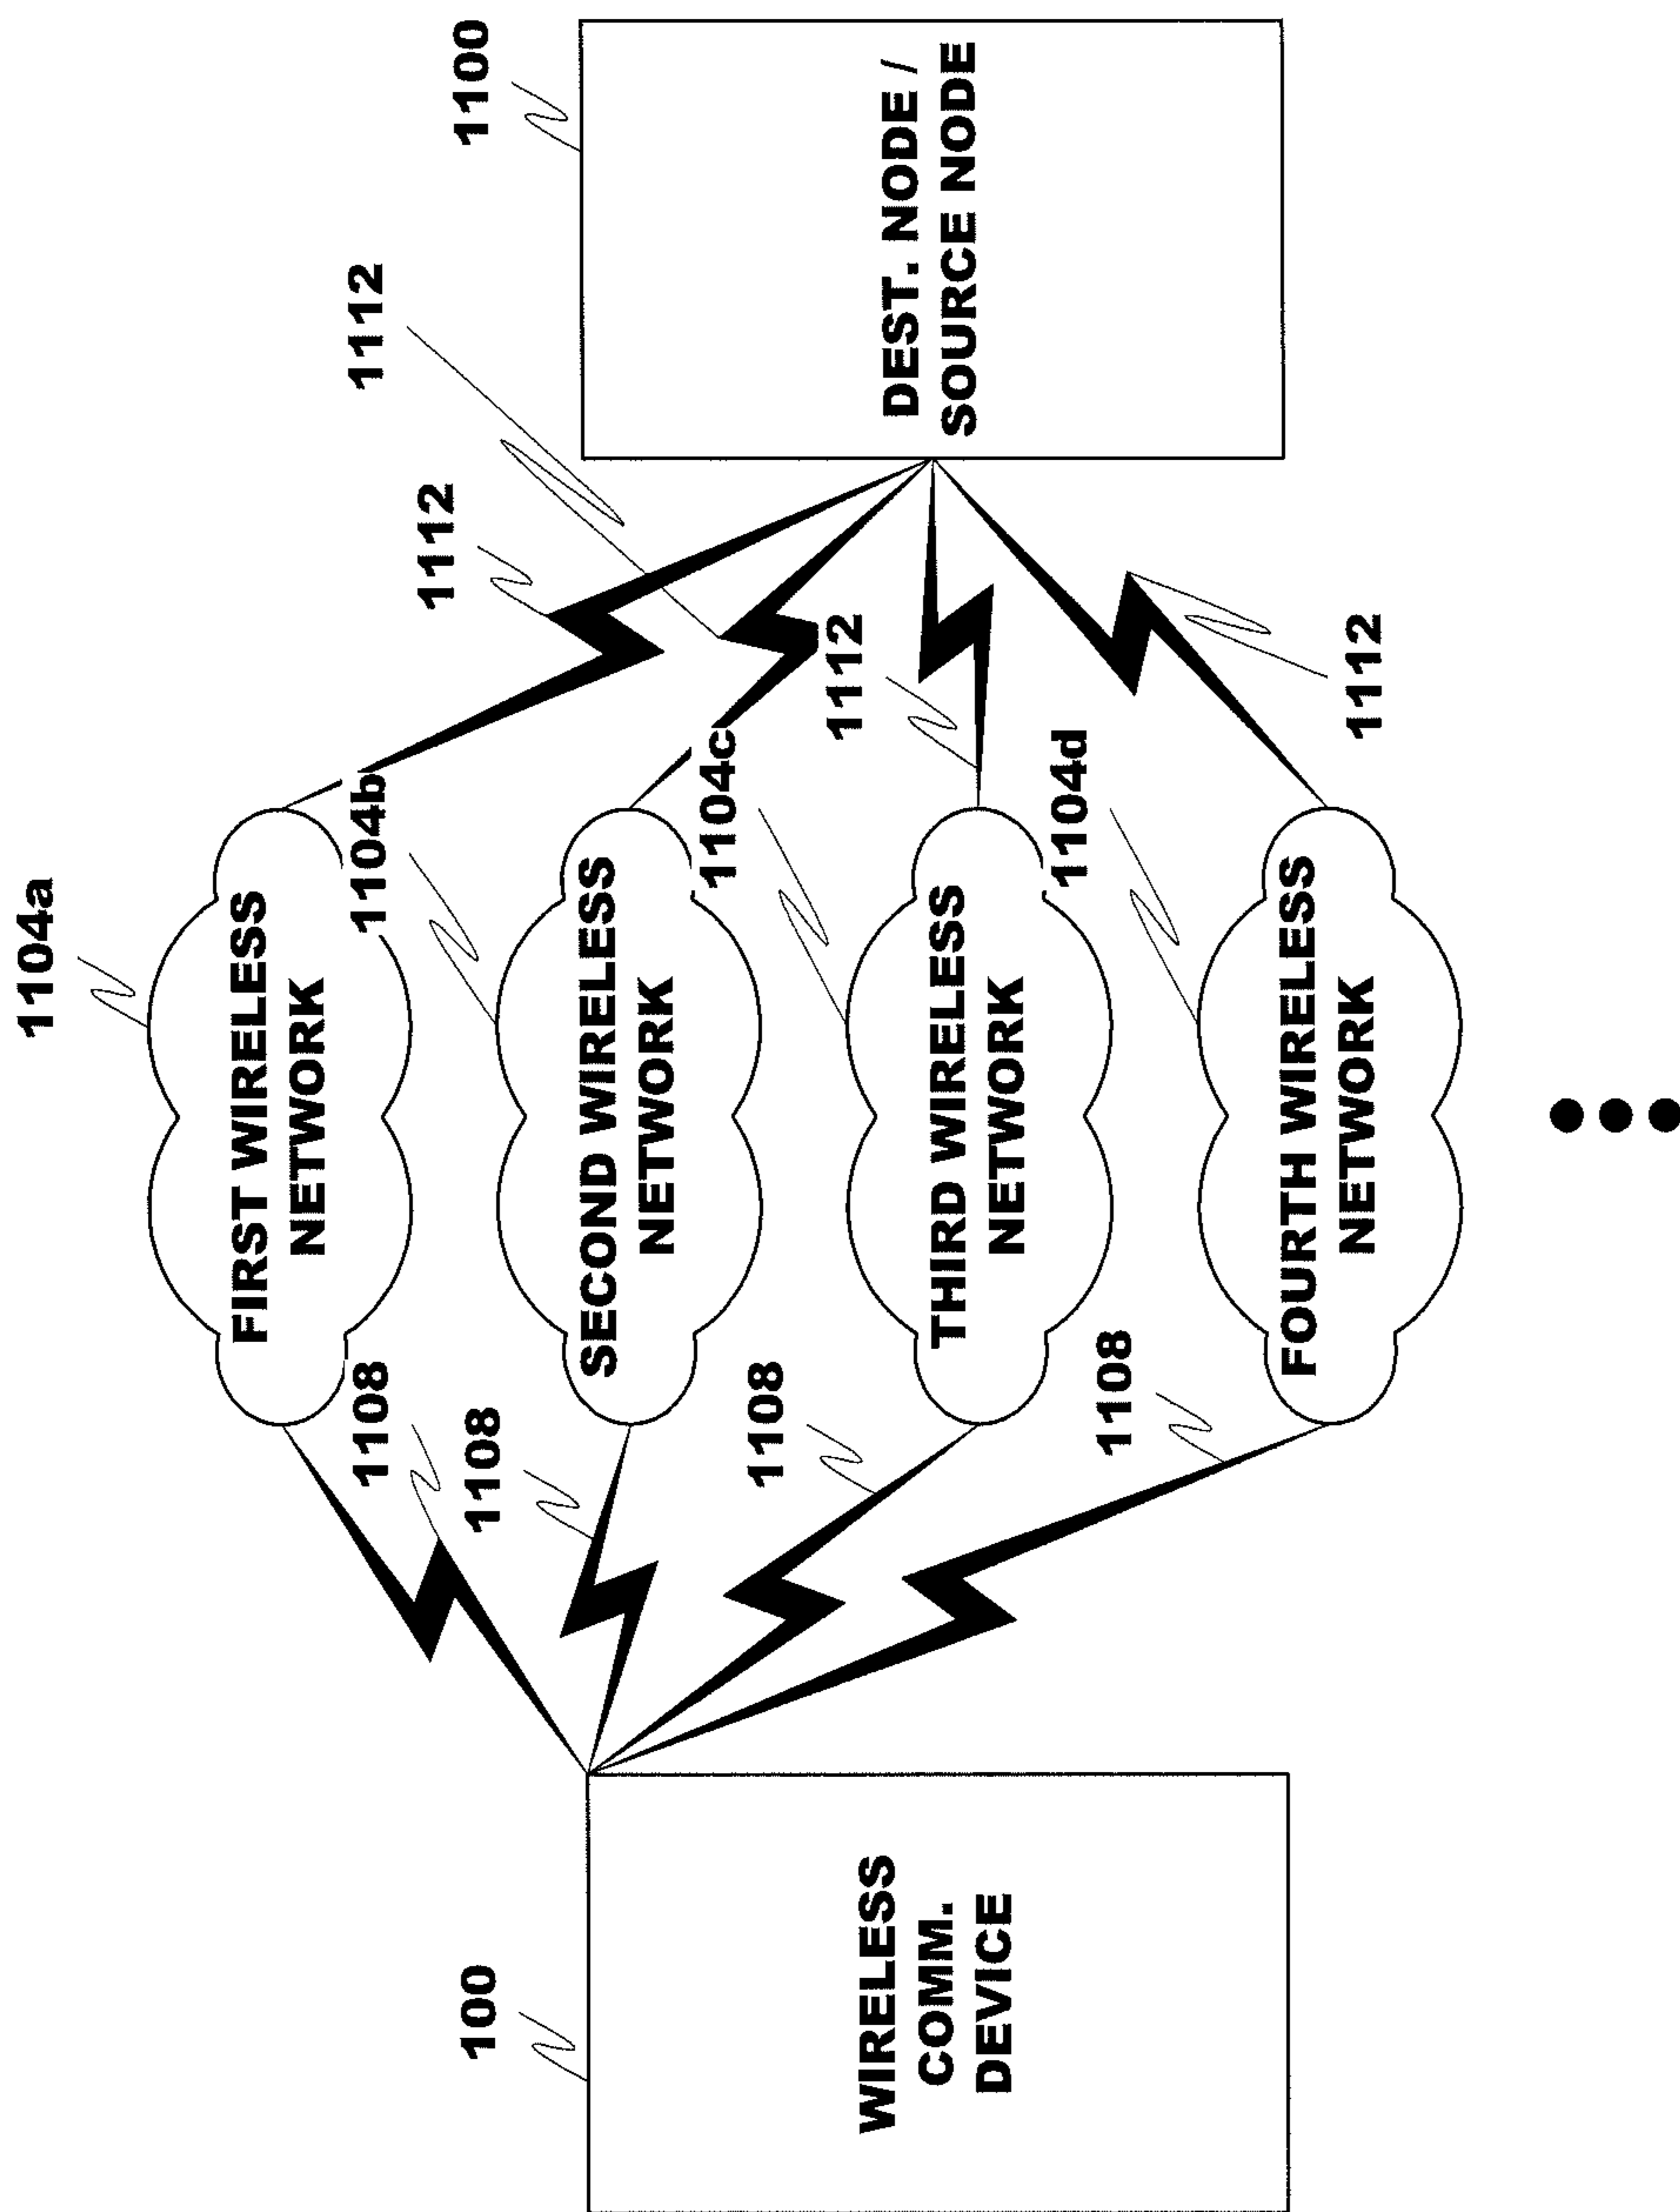 1104a
FIRST WIRELESS
NETWORK
1104b
SECOND WIRELESS
NETWORK
1104c
THIRD WIRELESS
NETWORK
1104d
FOURTH WIRELESS
NETWORK
100
WIRELESS
COMM.
DEVICE
1108
1108
1108
1108
1112
1112
1112
1112
1100
DEST. NODE /
SOURCE NODE